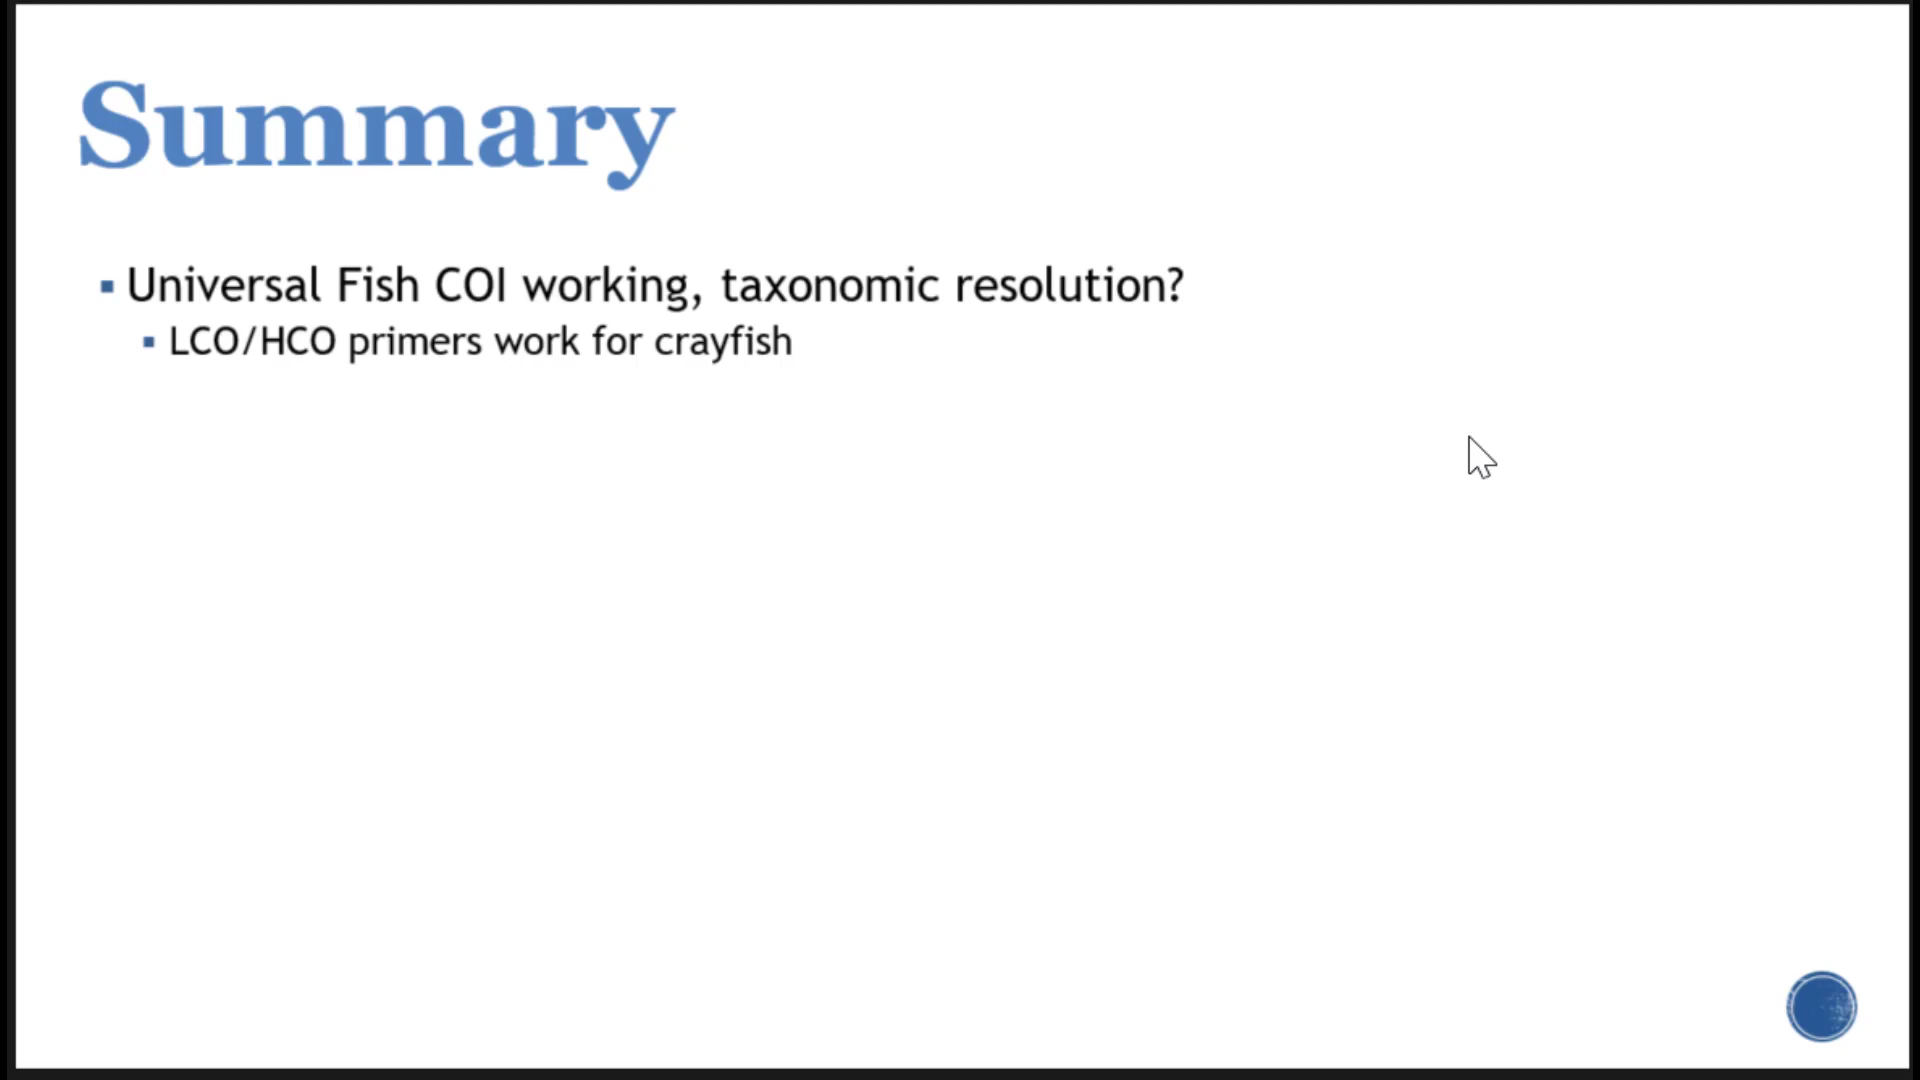 Summary
Universal Fish COI working, taxonomic resolution?
LCO/HCO primers work for crayfish